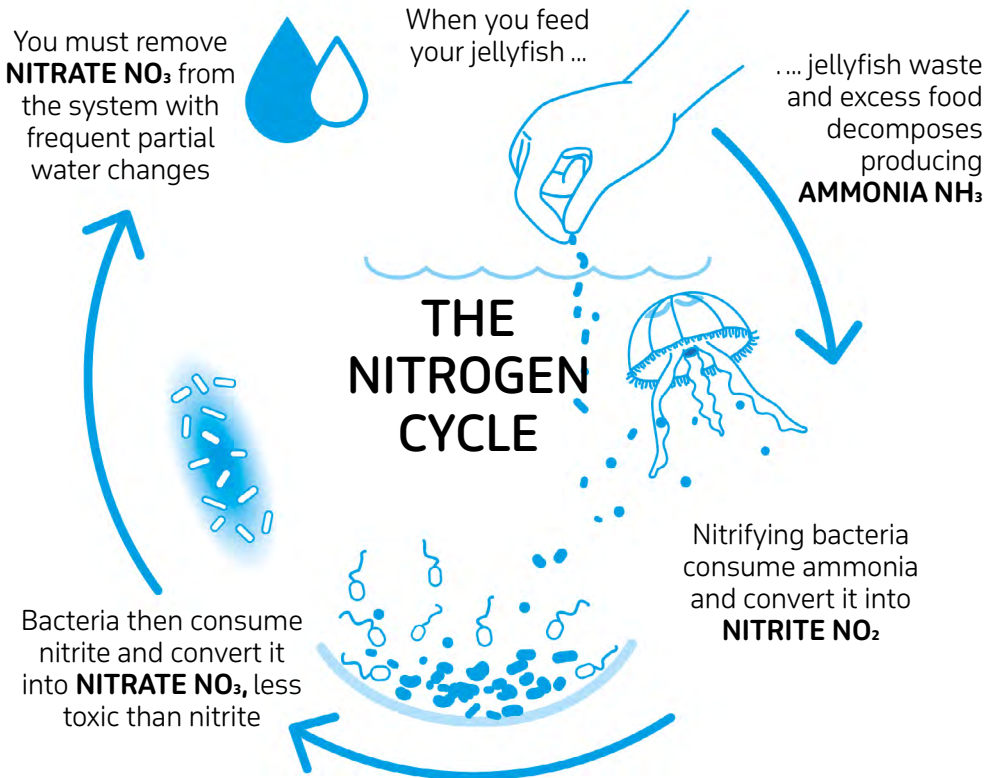 When you feed
your jellyfish ...
. ... jellyfish waste
and excess food
decomposes
producing
AMMONIA NH₃
Nitrifying bacteria
consume ammonia
and convert it into
NITRITE NO₂
Bacteria then consume
nitrite and convert it
into NITRATE NO₃, less
toxic than nitrite
You must remove
NITRATE NO₃ from
the system with
frequent partial
water changes
THE
NITROGEN
CYCLE